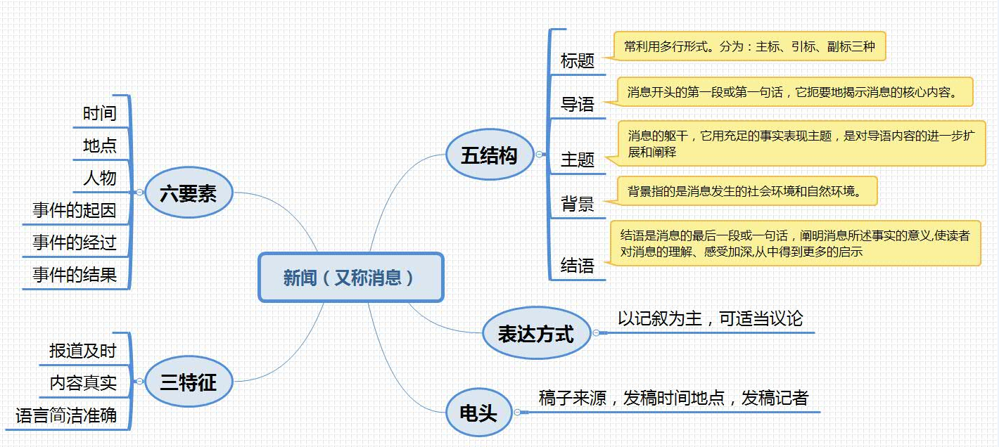 新闻（又称消息）
六要素
时间
地点
人物
事件的起因
事件的经过
事件的结果
三特征
报道及时
内容真实
语言简洁准确
五结构
标题
常利用多行形式。分为：主标、引标、副标三种
导语
消息开头的第一段或第一句话，它扼要地揭示消息的核心内容。
主题
消息的躯干，它用充足的事实表现主题，是对导语内容的进一步扩
展和阐释
背景
背景指的是消息发生的社会环境和自然环境。
结语
结语是消息的最后一段或一句话，阐明消息所述事实的意义,使读者
对消息的理解、感受加深,从中得到更多的启示
表达方式
以记叙为主，可适当议论
电头
稿子来源，发稿时间地点，发稿记者